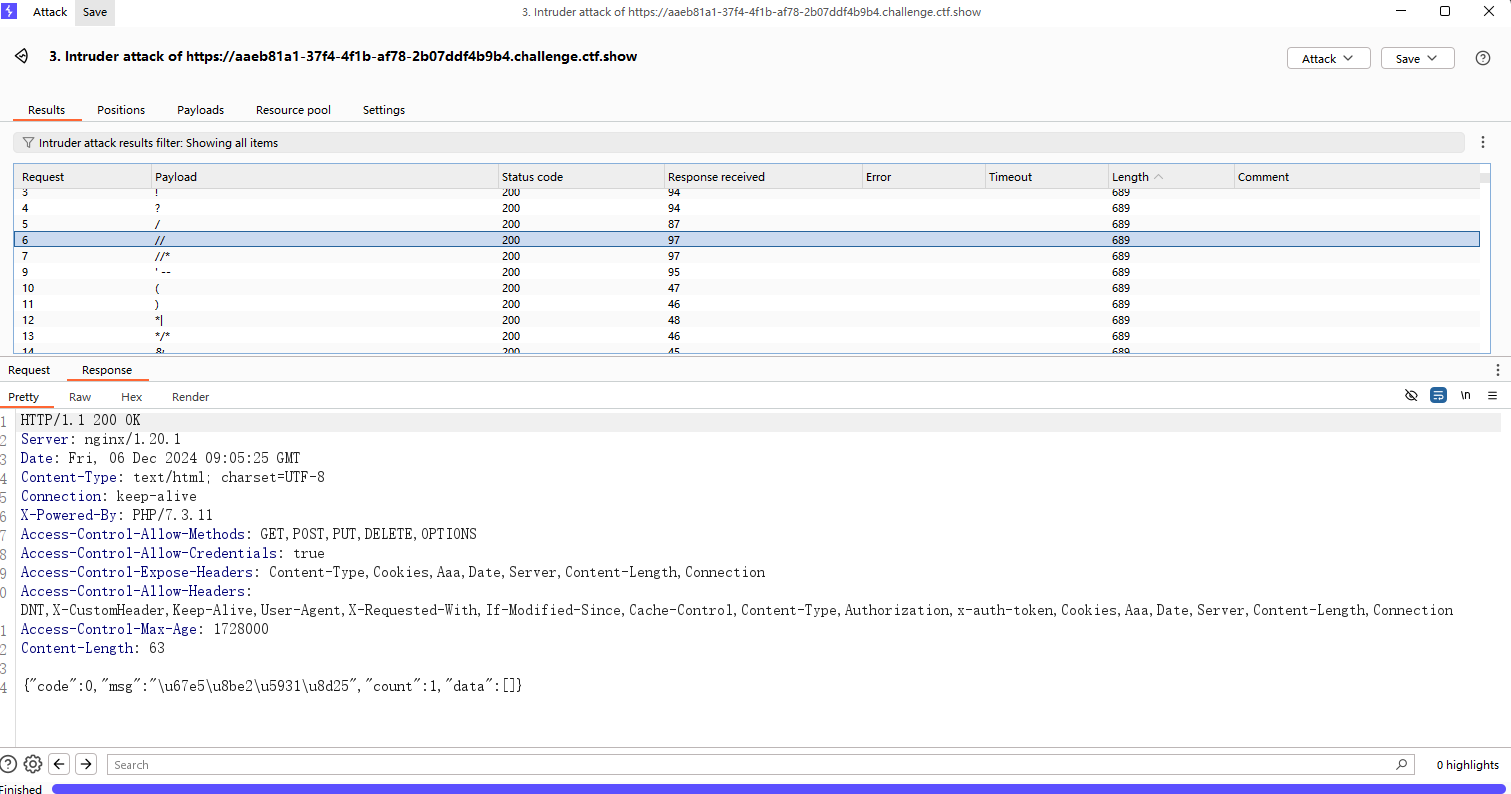 Attack Save 3. Intruder attack of https://aaeb81a1-37f4-4f1b-af78-2b07ddf4b9b4.challenge.ctf.show
3. Intruder attack of https://aaeb81a1-37f4-4f1b-af78-2b07ddf4b9b4.challenge.ctf.show Attack Save
Results Positions Payloads Resource pool Settings
Intruder attack results filter: Showing all items
Request Payload Status code Response received Error Timeout Length Comment
3 ! 200 94 689
4 ? 200 94 689
5 / 200 87 689
6 // 200 97 689
7 //* 200 97 689
9 ' -- 200 95 689
10 ( 200 47 689
11 ) 200 46 689
12 *| 200 48 689
13 */* 200 46 689
14 & 200 45 689
Request Response
Pretty Raw Hex Render \n
1 HTTP/1.1 200 OK
2 Server: nginx/1.20.1
3 Date: Fri, 06 Dec 2024 09:05:25 GMT
4 Content-Type: text/html; charset=UTF-8
5 Connection: keep-alive
6 X-Powered-By: PHP/7.3.11
7 Access-Control-Allow-Methods: GET,POST,PUT,DELETE,OPTIONS
8 Access-Control-Allow-Credentials: true
9 Access-Control-Expose-Headers: Content-Type,Cookies,Aaa,Date,Server,Content-Length,Connection
0 Access-Control-Allow-Headers:
DNT,X-CustomHeader,Keep-Alive,User-Agent,X-Requested-With,If-Modified-Since,Cache-Control,Content-Type,Authorization,x-auth-token,Cookies,Aaa,Date,Server,Content-Length,Connection
1 Access-Control-Max-Age: 1728000
2 Content-Length: 63
3
4 {"code":0,"msg":"\u67e5\u8be2\u5931\u8d25","count":1,"data":[]}
Search 0 highlights
Finished